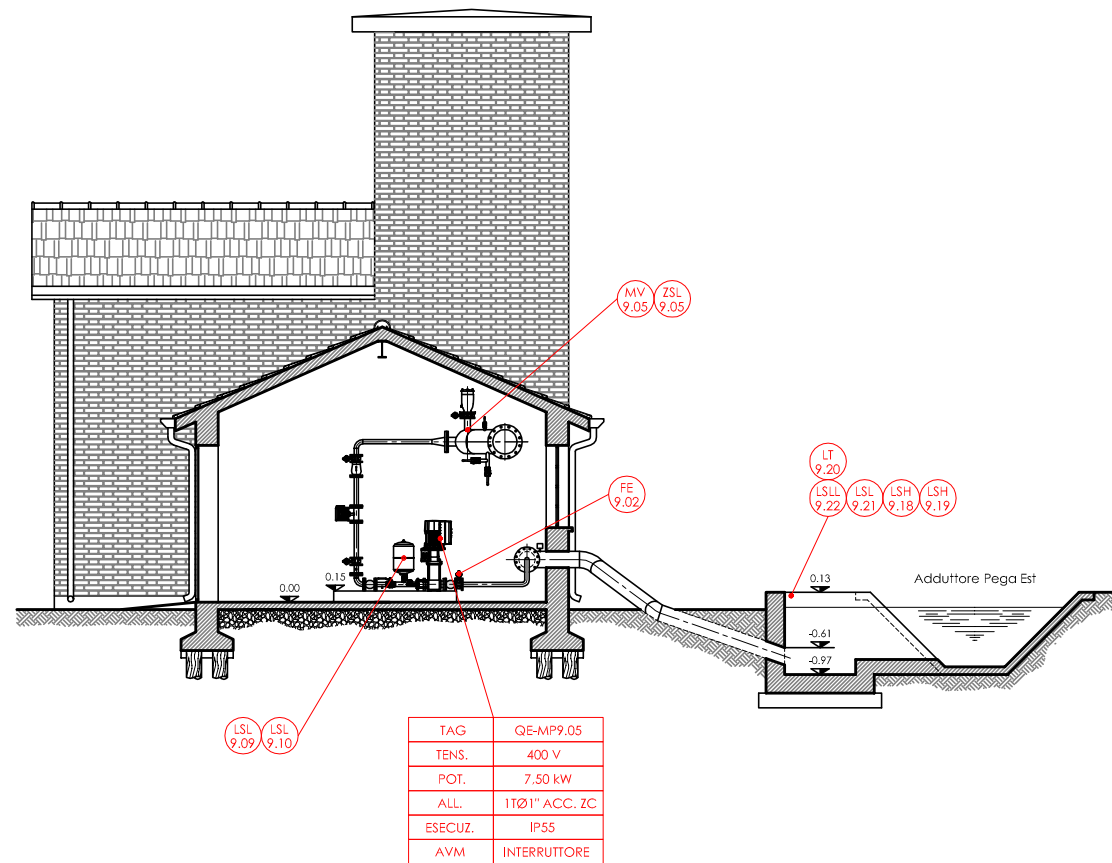 MV 9.05
ZSL 9.05
FE 9.02
LT 9.20
LSLL 9.22
LSL 9.21
LSH 9.18
LSH 9.19
0.13
Adduttore Pega Est
0.00
0.15
-0.61
-0.97
LSL 9.09
LSL 9.10
TAG QE-MP9.05
TENS. 400 V
POT. 7,50 kW
ALL. 1TØ1" ACC. ZC
ESECUZ. IP55
AVM INTERRUTTORE